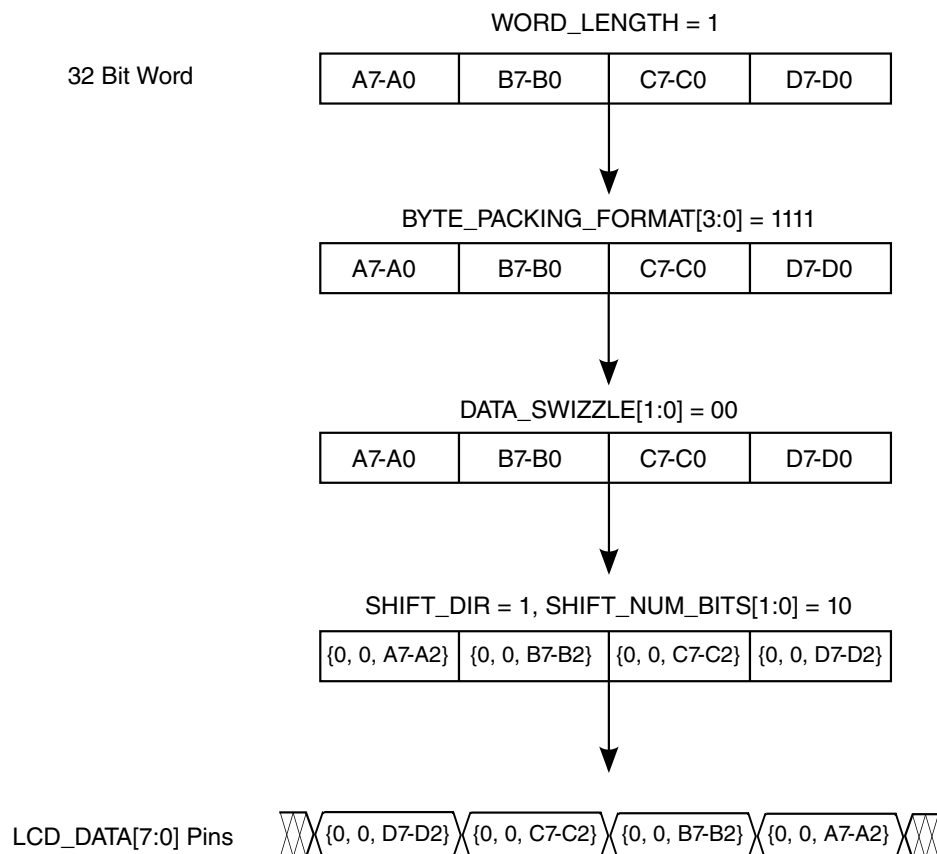 WORD_LENGTH = 1
32 Bit Word
A7-A0 B7-B0 C7-C0 D7-D0
BYTE_PACKING_FORMAT[3:0] = 1111
A7-A0 B7-B0 C7-C0 D7-D0
DATA_SWIZZLE[1:0] = 00
A7-A0 B7-B0 C7-C0 D7-D0
SHIFT_DIR = 1, SHIFT_NUM_BITS[1:0] = 10
{0, 0, A7-A2} {0, 0, B7-B2} {0, 0, C7-C2} {0, 0, D7-D2}
LCD_DATA[7:0] Pins {0, 0, D7-D2} {0, 0, C7-C2} {0, 0, B7-B2} {0, 0, A7-A2}